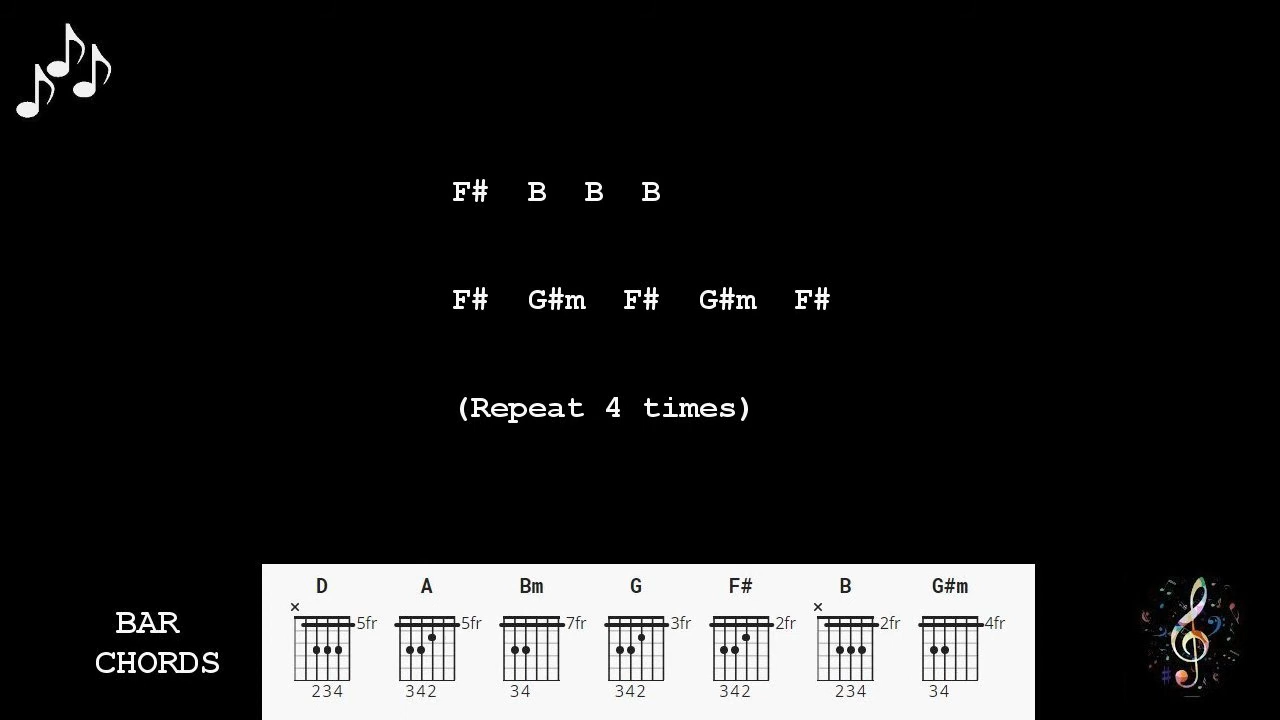 F# B B B
F# G#m F# G#m F#
(Repeat 4 times)
BAR
CHORDS
D A Bm G F# B G#m
× ×
5fr 5fr 7fr 3fr 2fr 2fr 4fr
234 342 34 342 342 234 34